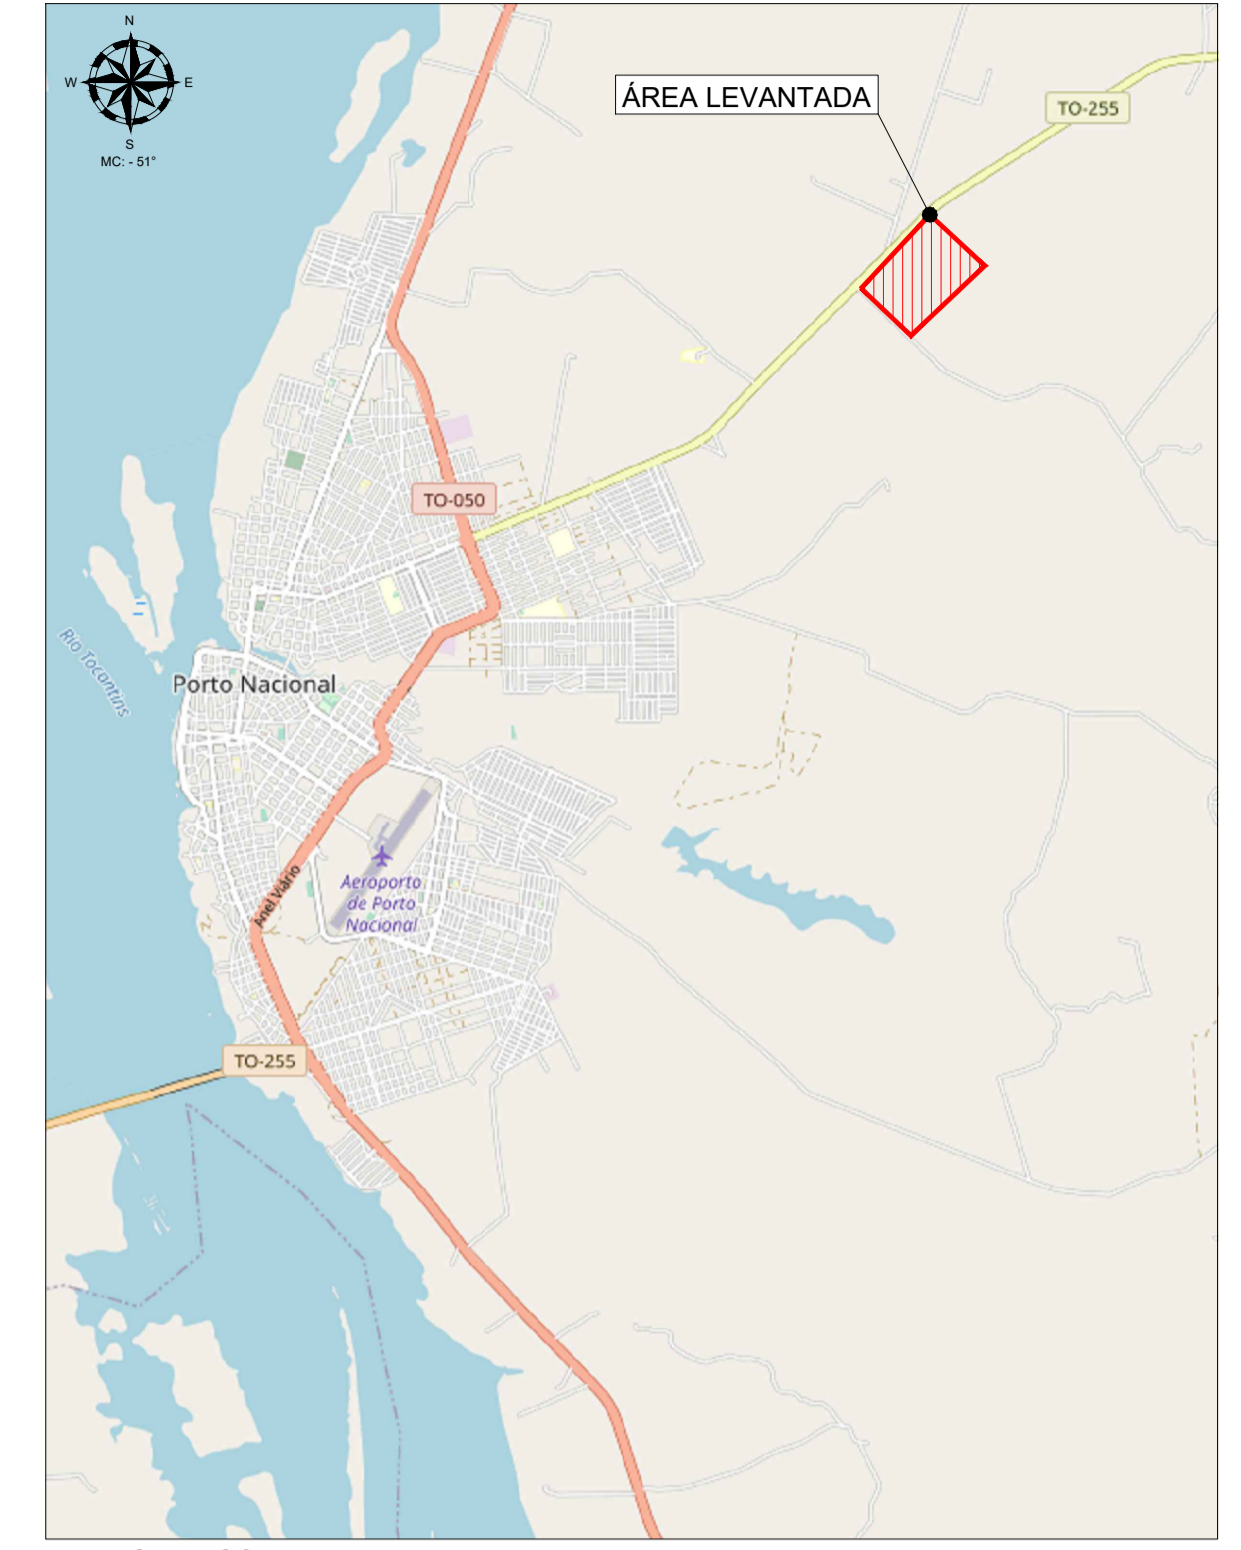 N
W
E
S
MC: - 51°
ÁREA LEVANTADA
TO-255
TO-050
Rio Tocantins
Porto Nacional
Aeroporto
de Porto
Nacional
Anel Viário
TO-255